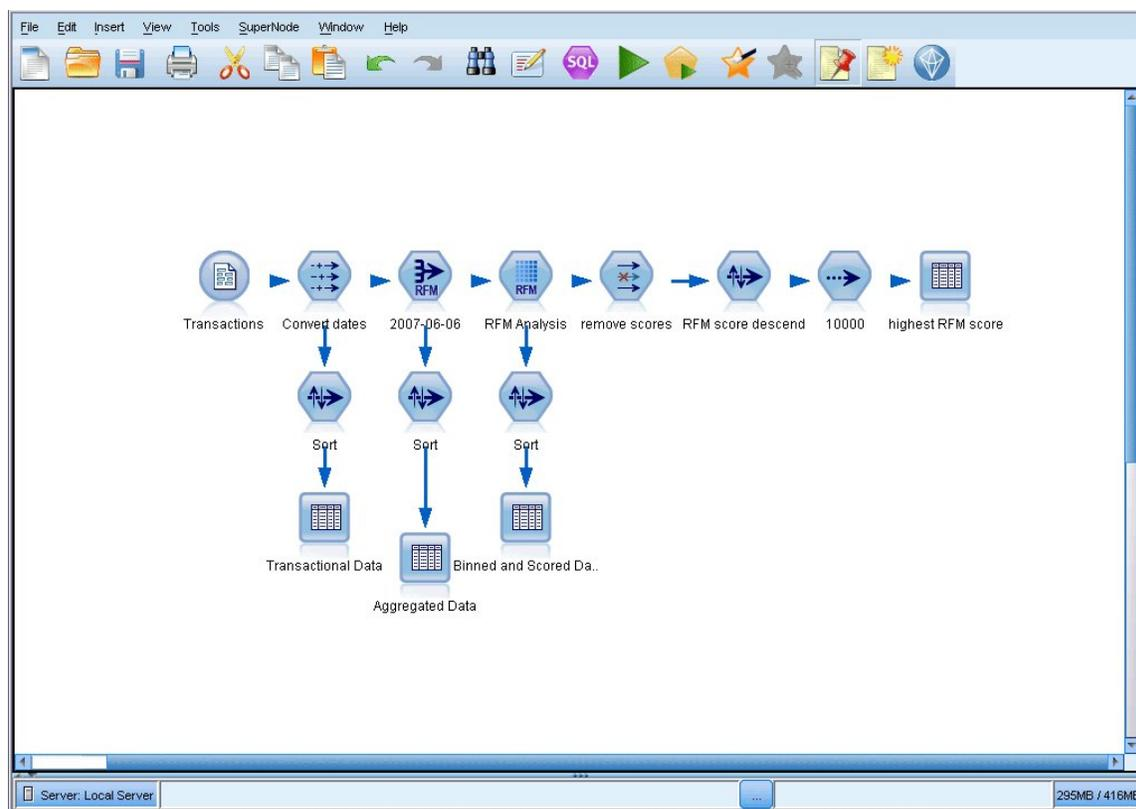 File Edit Insert View Tools SuperNode Window Help
SQL
RFM
RFM
Transactions Convert dates 2007-06-06 RFM Analysis remove scores RFM score descend 10000 highest RFM score
Sort Sort Sort
Transactional Data Binned and Scored Da..
Aggregated Data
Server: Local Server ... 295MB / 416MB